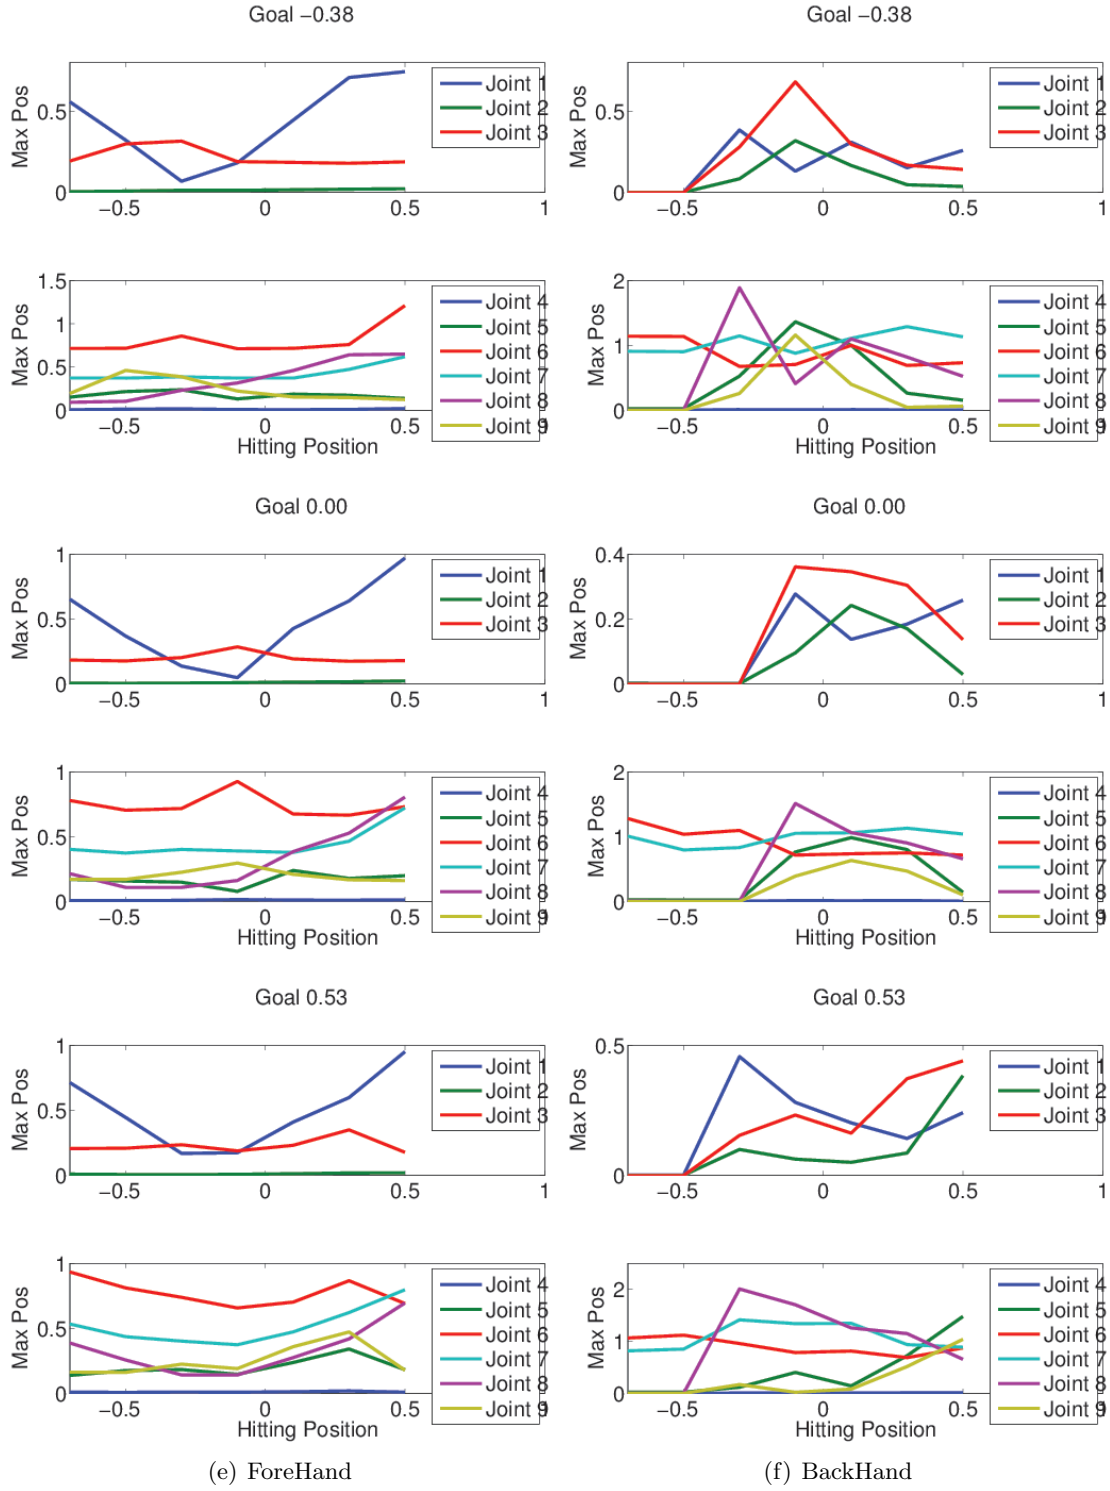 Goal −0.38
Max Pos
0.5
0
−0.5 0 0.5 1
Joint 1
Joint 2
Joint 3
Goal −0.38
Max Pos
0.5
0
−0.5 0 0.5 1
Joint 1
Joint 2
Joint 3
Max Pos
1.5
1
0.5
0
−0.5 0 0.5
Hitting Position
Joint 4
Joint 5
Joint 6
Joint 7
Joint 8
Joint 9
Max Pos
2
1
0
−0.5 0 0.5
Hitting Position
Joint 4
Joint 5
Joint 6
Joint 7
Joint 8
Joint 9
Goal 0.00
Max Pos
1
0.5
0
−0.5 0 0.5 1
Joint 1
Joint 2
Joint 3
Goal 0.00
Max Pos
0.4
0.2
0
−0.5 0 0.5 1
Joint 1
Joint 2
Joint 3
Max Pos
1
0.5
0
−0.5 0 0.5
Hitting Position
Joint 4
Joint 5
Joint 6
Joint 7
Joint 8
Joint 9
Max Pos
2
1
0
−0.5 0 0.5
Hitting Position
Joint 4
Joint 5
Joint 6
Joint 7
Joint 8
Joint 9
Goal 0.53
Max Pos
1
0.5
0
−0.5 0 0.5 1
Joint 1
Joint 2
Joint 3
Goal 0.53
Max Pos
0.5
0
−0.5 0 0.5 1
Joint 1
Joint 2
Joint 3
Max Pos
1
0.5
0
−0.5 0 0.5
Hitting Position
Joint 4
Joint 5
Joint 6
Joint 7
Joint 8
Joint 9
Max Pos
2
1
0
−0.5 0 0.5
Hitting Position
Joint 4
Joint 5
Joint 6
Joint 7
Joint 8
Joint 9
(e) ForeHand
(f) BackHand